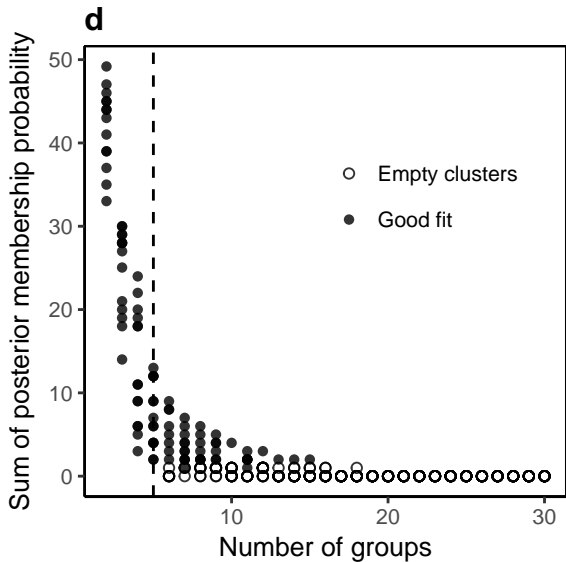 d
Sum of posterior membership probability
50
40
30
20
10
0
Empty clusters
Good fit
10
20
30
Number of groups